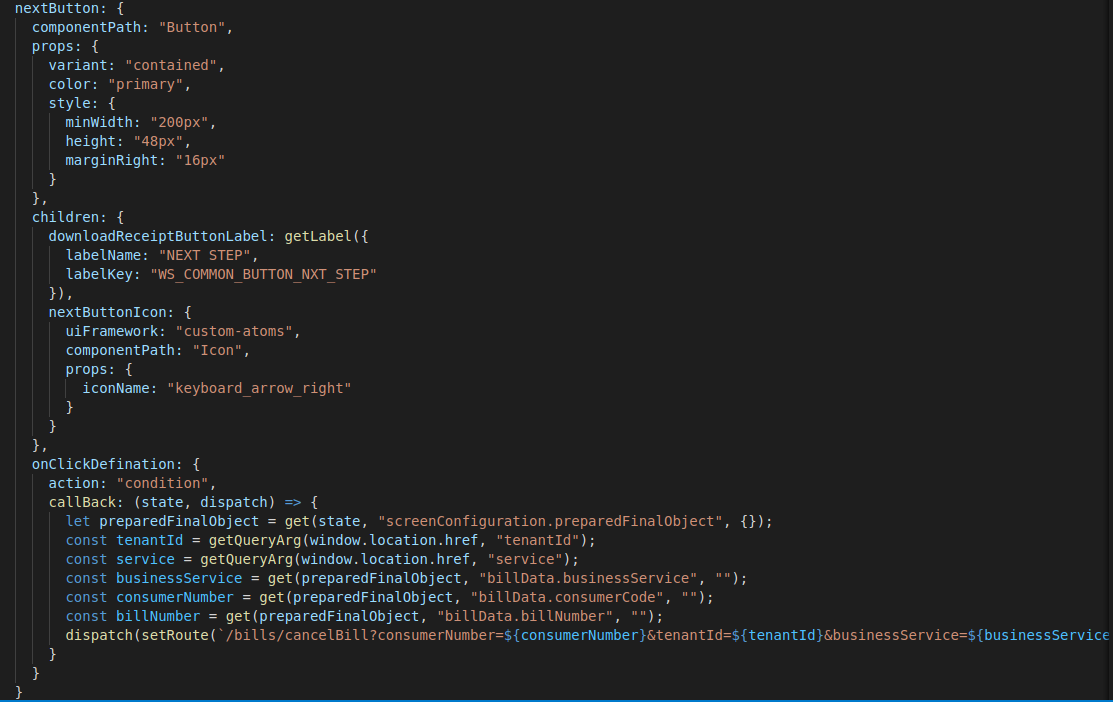 nextButton: {
componentPath: "Button",
props: {
variant: "contained",
color: "primary",
style: {
minWidth: "200px",
height: "48px",
marginRight: "16px"
}
},
children: {
downloadReceiptButtonLabel: getLabel({
labelName: "NEXT STEP",
labelKey: "WS_COMMON_BUTTON_NXT_STEP"
}),
nextButtonIcon: {
uiFramework: "custom-atoms",
componentPath: "Icon",
props: {
iconName: "keyboard_arrow_right"
}
}
},
onClickDefination: {
action: "condition",
callBack: (state, dispatch) => {
let preparedFinalObject = get(state, "screenConfiguration.preparedFinalObject", {});
const tenantId = getQueryArg(window.location.href, "tenantId");
const service = getQueryArg(window.location.href, "service");
const businessService = get(preparedFinalObject, "billData.businessService", "");
const consumerNumber = get(preparedFinalObject, "billData.consumerCode", "");
const billNumber = get(preparedFinalObject, "billData.billNumber", "");
dispatch(setRoute(`/bills/cancelBill?consumerNumber=${consumerNumber}&tenantId=${tenantId}&businessService=${businessService
}
}
}